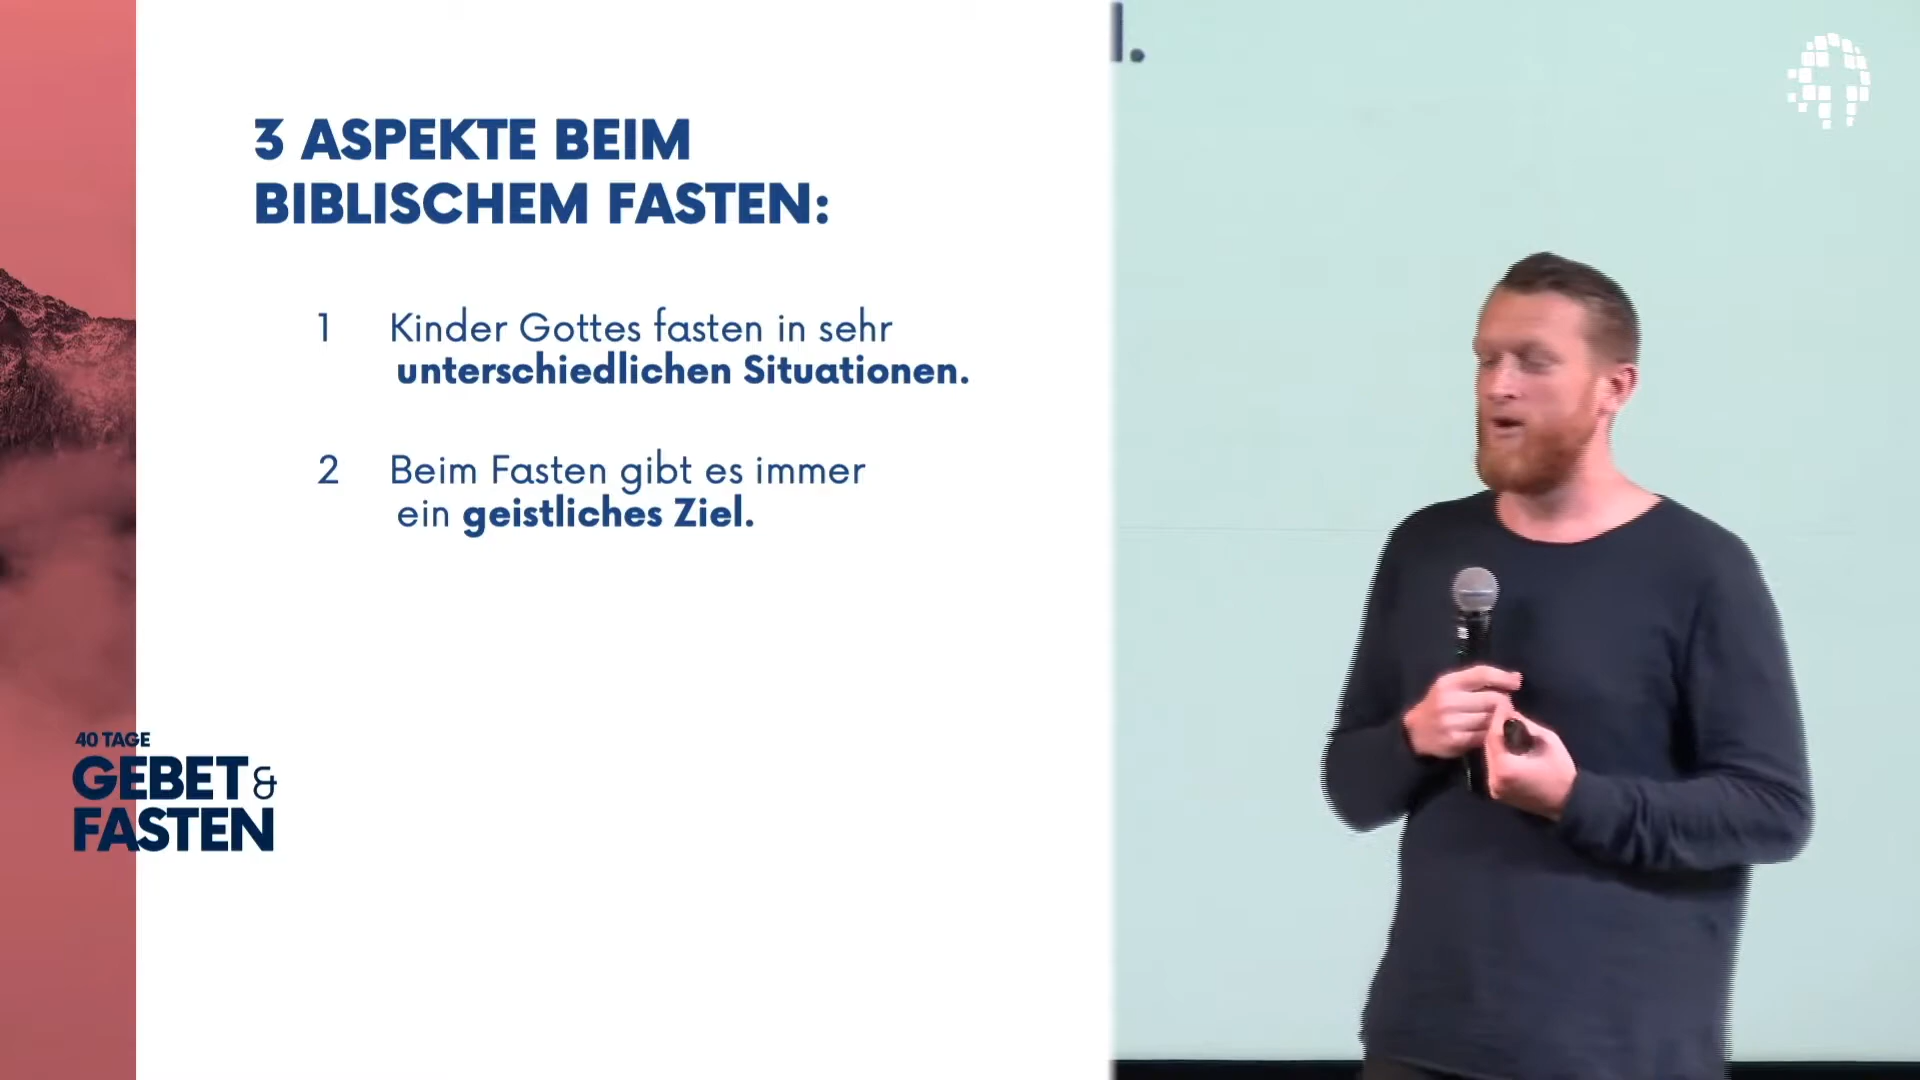 3 ASPEKTE BEIM
BIBLISCHEM FASTEN:
1 Kinder Gottes fasten in sehr
unterschiedlichen Situationen.
2 Beim Fasten gibt es immer
ein geistliches Ziel.
40 TAGE
GEBET &
FASTEN